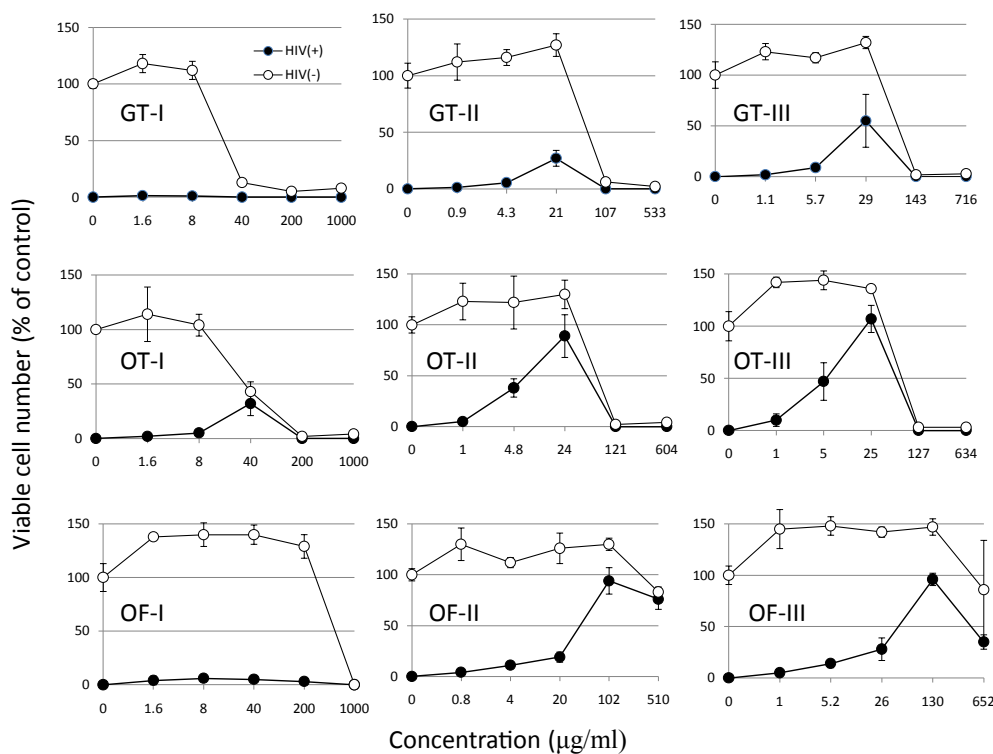 Viable cell number (% of control)
150
100
50
0
GT-I
HIV(+)
HIV(-)
0 1.6 8 40 200 1000
150
100
50
0
GT-II
0 0.9 4.3 21 107 533
150
100
50
0
GT-III
0 1.1 5.7 29 143 716
150
100
50
0
OT-I
0 1.6 8 40 200 1000
150
100
50
0
OT-II
0 1 4.8 24 121 604
150
100
50
0
OT-III
0 1 5 25 127 634
150
100
50
0
OF-I
0 1.6 8 40 200 1000
150
100
50
0
OF-II
0 0.8 4 20 102 510
150
100
50
0
OF-III
0 1 5.2 26 130 652
Concentration (µg/ml)